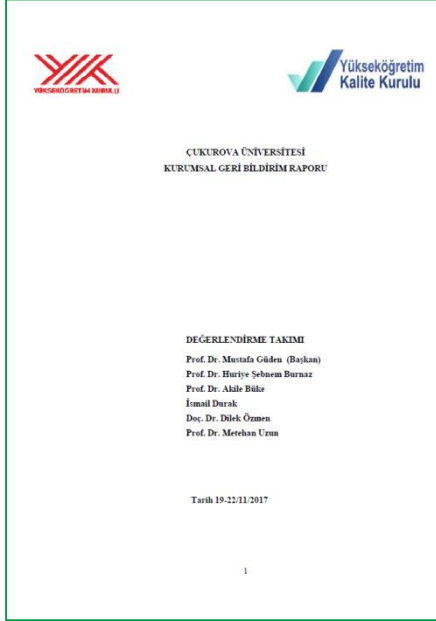 YÜKSEKÖĞRETİM KURULU
Yükseköğretim
Kalite Kurulu
ÇUKUROVA ÜNİVERSİTESİ
KURUMSAL GERİ BİLDİRİM RAPORU
DEĞERLENDİRME TAKIMI
Prof. Dr. Mustafa Güden (Başkan)
Prof. Dr. Huriye Şebnem Burnaz
Prof. Dr. Akile Büke
İsmail Durak
Doç. Dr. Dilek Özmen
Prof. Dr. Metehan Uzun
Tarih 19-22/11/2017
1